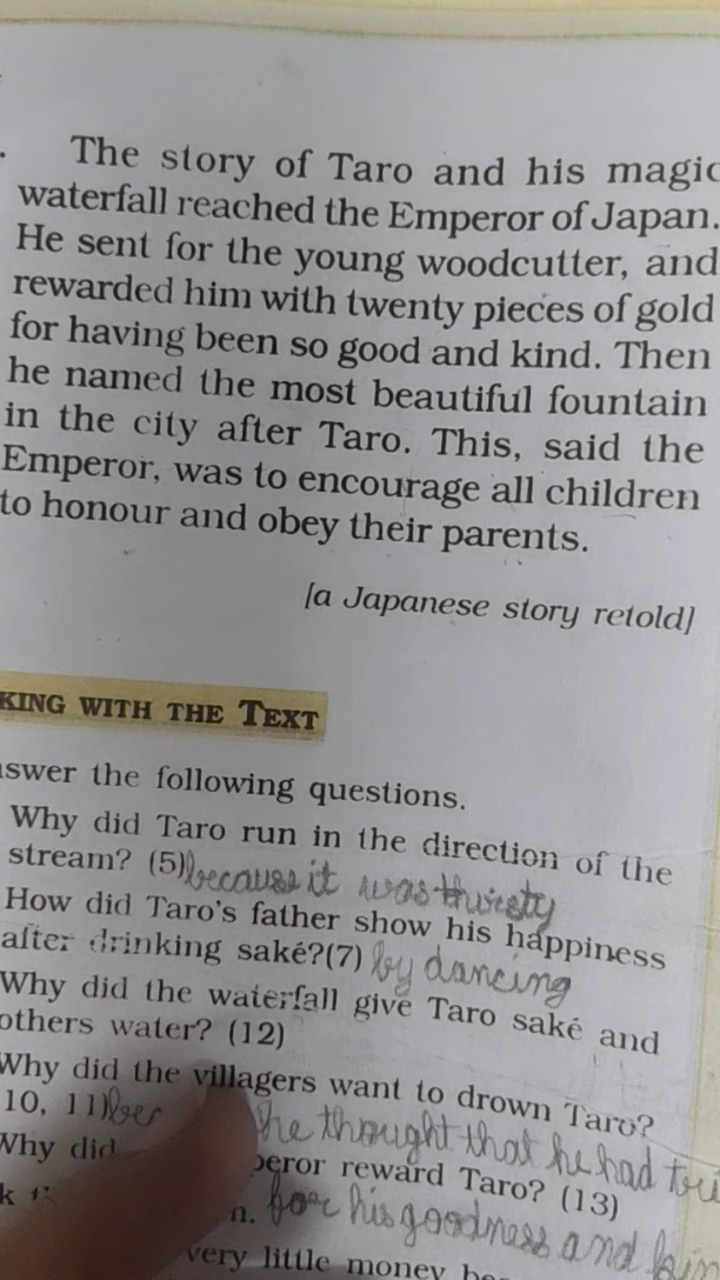 The story of Taro and his magic
waterfall reached the Emperor of Japan.
He sent for the young woodcutter, and
rewarded him with twenty pieces of gold
for having been so good and kind. Then
he named the most beautiful fountain
in the city after Taro. This, said the
Emperor, was to encourage all children
to honour and obey their parents.
[a Japanese story retold]
KING WITH THE TEXT
swer the following questions.
Why did Taro run in the direction of the
stream? (5) because it was thirsty
How did Taro's father show his happiness
after drinking saké?(7) by dancing
Why did the waterfall give Taro saké and
others water? (12)
Why did the villagers want to drown Taro?
10, 11) he thought that he had
Why did peror reward Taro? (13)
n. for his goodness and
very little money